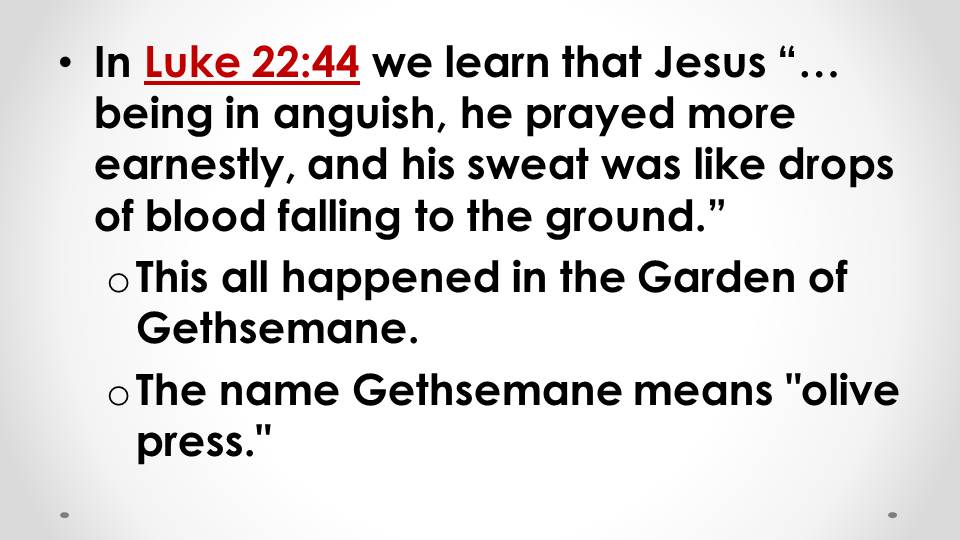 • In Luke 22:44 we learn that Jesus “…
being in anguish, he prayed more
earnestly, and his sweat was like drops
of blood falling to the ground.”
o This all happened in the Garden of
Gethsemane.
o The name Gethsemane means "olive
press."